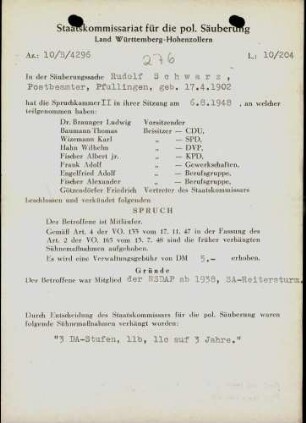 Staatskommissariat für die pol. Säuberung
Land Württemberg-Hohenzollern
Az.: 10/B/4296
276
L.: 10/204
In der Säuberungssache Rudolf Schwarz,
Postbeamter, Pfullingen, geb. 17.4.1902
hat die Spruchkammer II in ihrer Sitzung am 6.8.1948, an welcher
teilgenommen haben:
Dr. Ludwig Vorsitzender
Baumann Thomas Beisitzer — CDU,
Wizemann Karl „ — SPD,
Hahn Wilhelm „ — DVP,
Fischer Albert jr. „ — KPD,
Frank Adolf „ — Gewerkschaften,
Engelfried Adolf „ — Berufsgruppe,
Fischer Alexander „ — Berufsgruppe,
Götzendörfer Friedrich Vertreter des Staatskommissars
beschlossen und verkündet folgenden
SPRUCH
Der Betroffene ist Mitläufer.
Gemäß Art. 4 der VO. 133 vom 17. 11. 47 in der Fassung des
Art. 2 der VO. 165 vom 13. 7. 48 sind die früher verhängten
Sühnemaßnahmen aufgehoben.
Es wird eine Verwaltungsgebühr von DM 5.— erhoben.
Gründe
Der Betroffene war Mitglied der NSDAP ab 1938, SA-Reitersturm.
Durch Entscheidung des Staatskommissars für die pol. Säuberung waren
folgende Sühnemaßnahmen verhängt worden:
"3 DA-Stufen, 11b, 11c auf 3 Jahre."